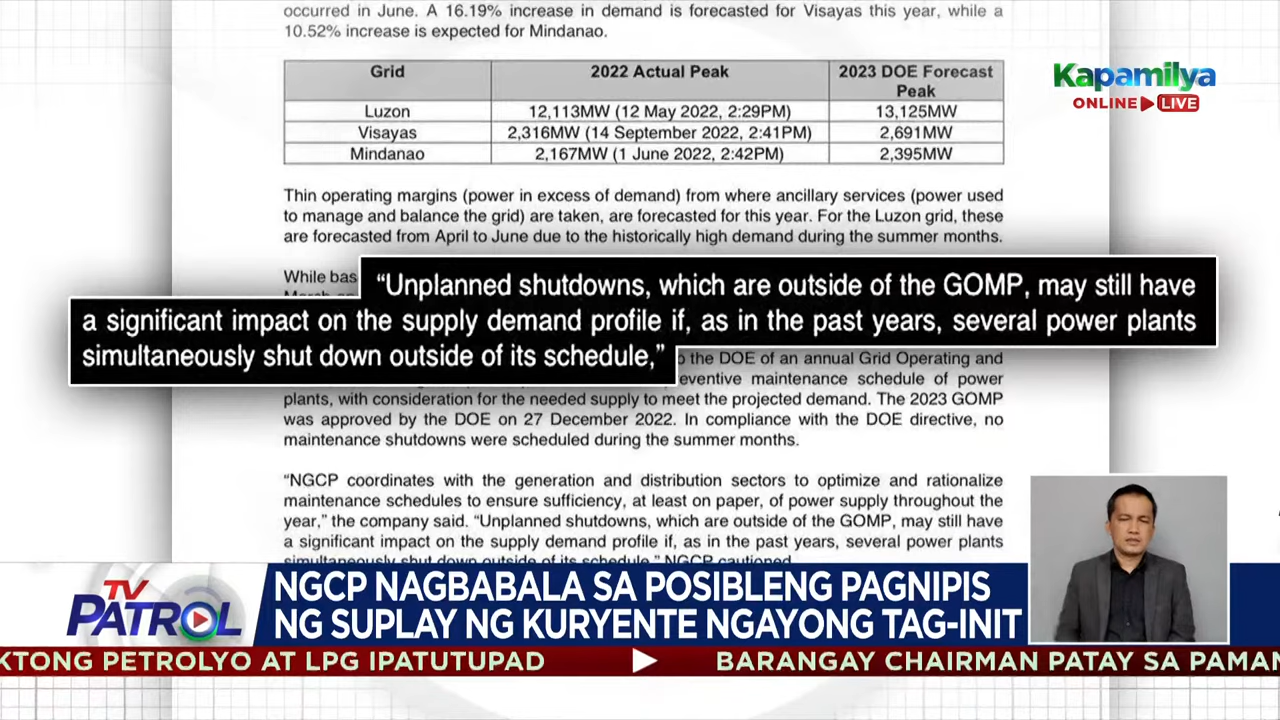 occurred in June. A 16.19% increase in demand is forecasted for Visayas this year, while a
10.52% increase is expected for Mindanao.
Kapamilya
ONLINE LIVE
Grid 2022 Actual Peak 2023 DOE Forecast Peak
Luzon 12,113MW (12 May 2022, 2:29PM) 13,125MW
Visayas 2,316MW (14 September 2022, 2:41PM) 2,691MW
Mindanao 2,167MW (1 June 2022, 2:42PM) 2,395MW
Thin operating margins (power in excess of demand) from where ancillary services (power used
to manage and balance the grid) are taken, are forecasted for this year. For the Luzon grid, these
are forecasted from April to June due to the historically high demand during the summer months.
While bas
“Unplanned shutdowns, which are outside of the GOMP, may still have
a significant impact on the supply demand profile if, as in the past years, several power plants
simultaneously shut down outside of its schedule,”
the DOE of an annual Grid Operating and
eventive maintenance schedule of power
plants, with consideration for the needed supply to meet the projected demand. The 2023 GOMP
was approved by the DOE on 27 December 2022. In compliance with the DOE directive, no
maintenance shutdowns were scheduled during the summer months.
“NGCP coordinates with the generation and distribution sectors to optimize and rationalize
maintenance schedules to ensure sufficiency, at least on paper, of power supply throughout the
year,” the company said. “Unplanned shutdowns, which are outside of the GOMP, may still have
a significant impact on the supply demand profile if, as in the past years, several power plants
simultaneously shut down outside of its schedule,” NGCP cautioned.
TV PATROL
NGCP NAGBABALA SA POSIBLENG PAGNIPIS
NG SUPLAY NG KURYENTE NGAYONG TAG-INIT
KTONG PETROLYO AT LPG IPATUTUPAD BARANGAY CHAIRMAN PATAY SA PAMA